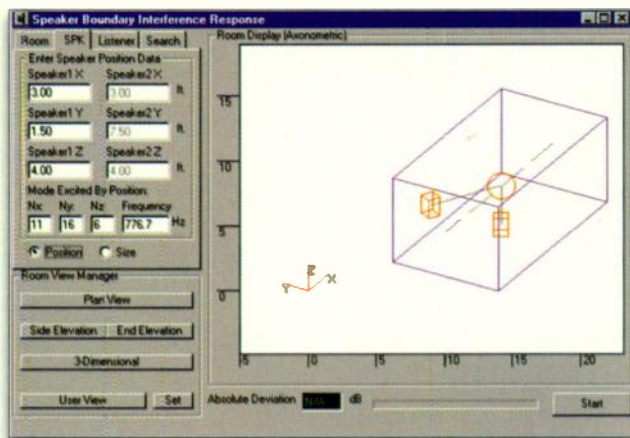 Speaker Boundary Interference Response
Room SPK Listener Search
Enter Speaker Position Data
Speaker1 X Speaker2 X
3.00 3.00 ft.
Speaker1 Y Speaker2 Y
1.50 7.50 ft.
Speaker1 Z Speaker2 Z
4.00 4.00 ft.
Mode Excited By Position:
Nx: Ny: Nz: Frequency
11 16 6 776.7 Hz
Position Size
Room View Manager
Plan View
Side Elevation End Elevation
3-Dimensional
User View Set
Room Display (Axonometric)
15
10
5
0
Z
Y X
5 0 5 10 15 20
Absolute Deviation N/A dB
Start